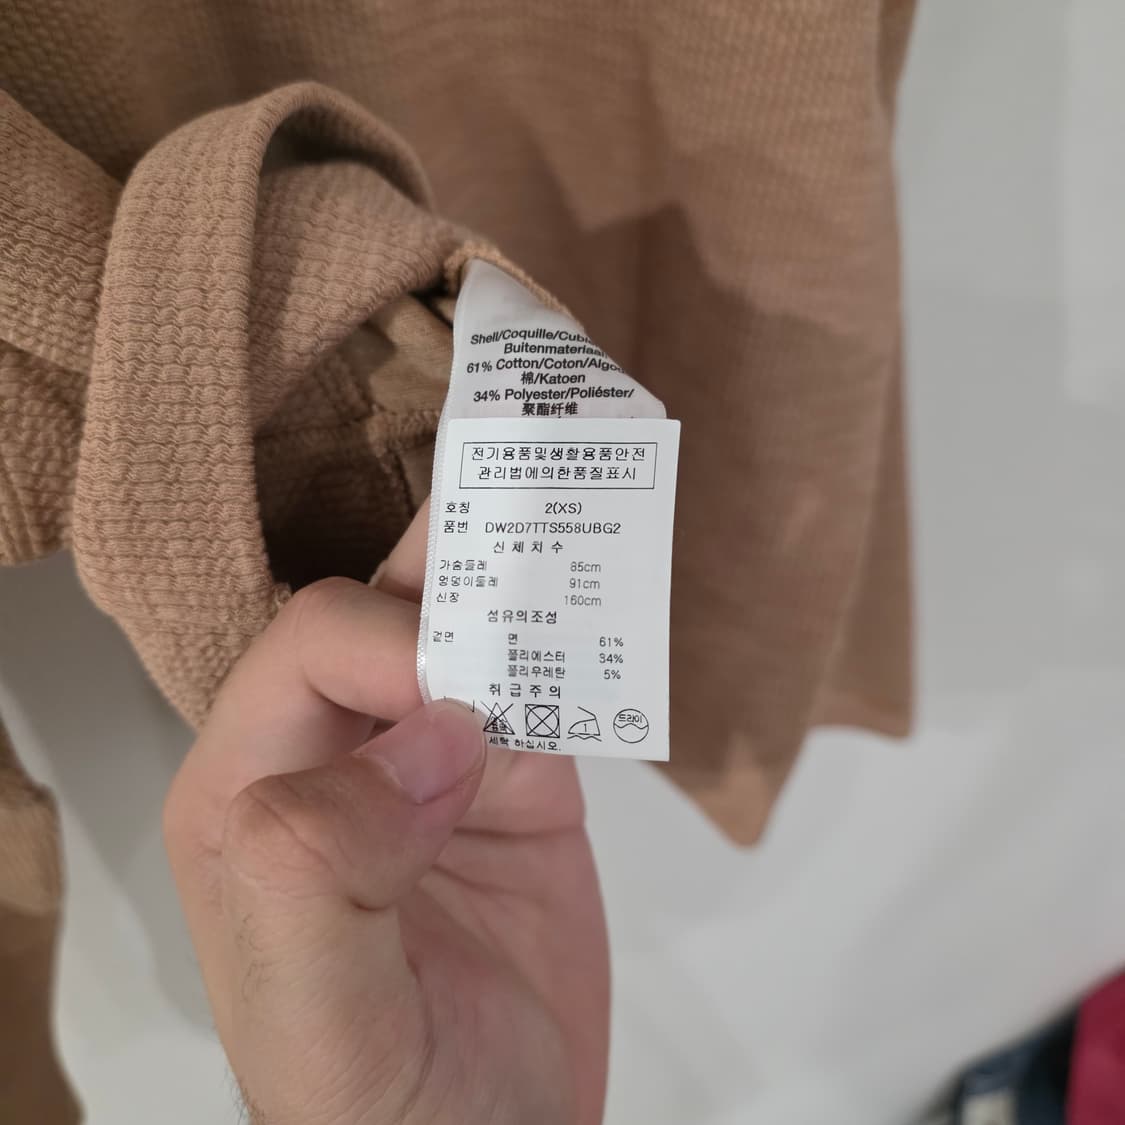 Shell/Coquille/Cubi
Buitenmateriaal
61% Cotton/Coton/Algo
棉/Katoen
34% Polyester/Poliéster/
聚酯纤维
전기용품및생활용품안전
관리법에의한품질표시
호칭 2(XS)
품번 DW2D7TTS558UBG2
신체치수
가슴들레 85cm
엉덩이둘레 91cm
신장 160cm
섬유의조성
겉면 면 61%
폴리에스터 34%
폴리우레탄 5%
취급주의
1 드라이
세탁 하십시오.